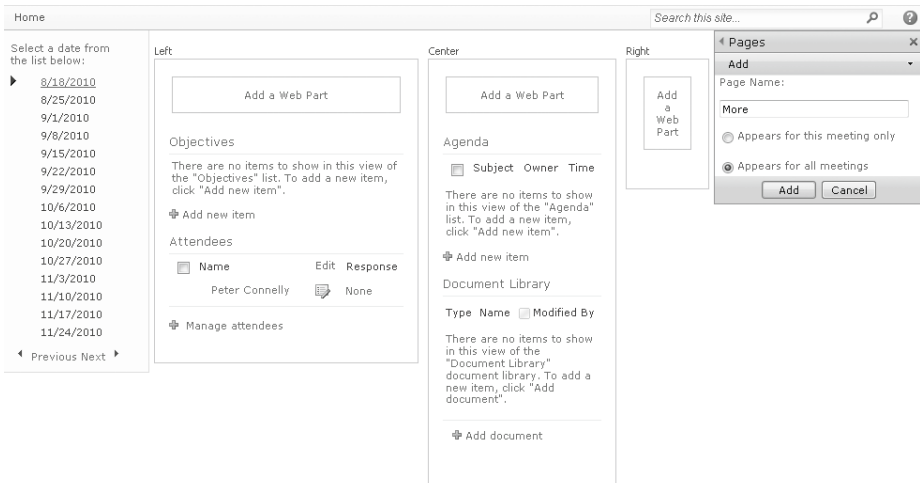 Home
Search this site...
Select a date from
the list below:
8/18/2010
8/25/2010
9/1/2010
9/8/2010
9/15/2010
9/22/2010
9/29/2010
10/6/2010
10/13/2010
10/20/2010
10/27/2010
11/3/2010
11/10/2010
11/17/2010
11/24/2010
Previous Next
Left
Add a Web Part
Objectives
There are no items to show in this view of
the "Objectives" list. To add a new item,
click "Add new item".
Add new item
Attendees
Name Edit Response
Peter Connelly None
Manage attendees
Center
Add a Web Part
Agenda
Subject Owner Time
There are no items to show
in this view of the "Agenda"
list. To add a new item,
click "Add new item".
Add new item
Document Library
Type Name Modified By
There are no items to show
in this view of the
"Document Library"
document library. To add a
new item, click "Add
document".
Add document
Right
Add
a
Web
Part
Pages
Add
Page Name:
More
Appears for this meeting only
Appears for all meetings
Add Cancel